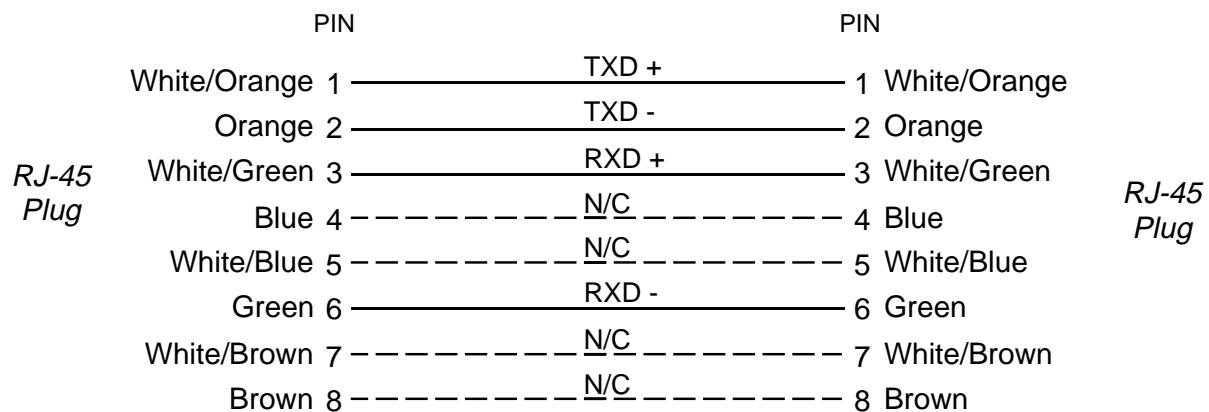 PIN PIN
White/Orange 1 TXD + 1 White/Orange
Orange 2 TXD - 2 Orange
White/Green 3 RXD + 3 White/Green
RJ-45 Plug
Blue 4 N/C 4 Blue
RJ-45 Plug
White/Blue 5 N/C 5 White/Blue
Green 6 RXD - 6 Green
White/Brown 7 N/C 7 White/Brown
Brown 8 N/C 8 Brown